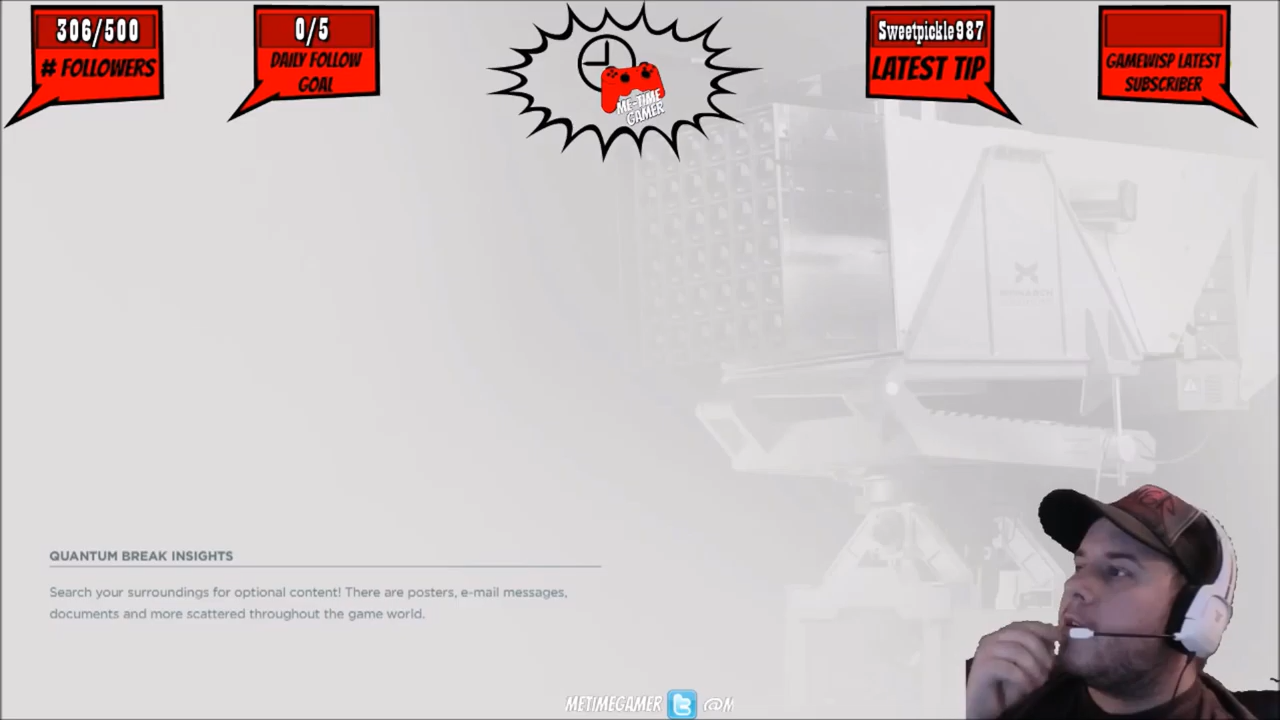 306/500
# FOLLOWERS
0/5
DAILY FOLLOW
GOAL
ME-TIME
GAMER
Sweetpickle987
LATEST TIP
GAMEWISP LATEST
SUBSCRIBER
MONARCH
QUANTUM BREAK INSIGHTS
Search your surroundings for optional content! There are posters, e-mail messages,
documents and more scattered throughout the game world.
METIMEGAMER @M